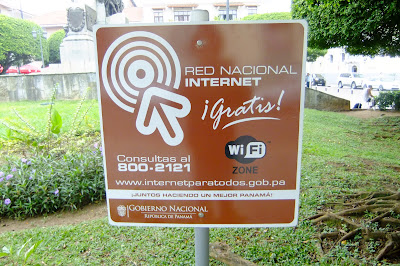 RED NACIONAL
INTERNET
¡Gratis!
Consultas al
800-2121
WiFi
ZONE
www.internetparatodos.gob.pa
¡JUNTOS HACIENDO UN MEJOR PANAMÁ!
GOBIERNO NACIONAL
REPÚBLICA DE PANAMÁ